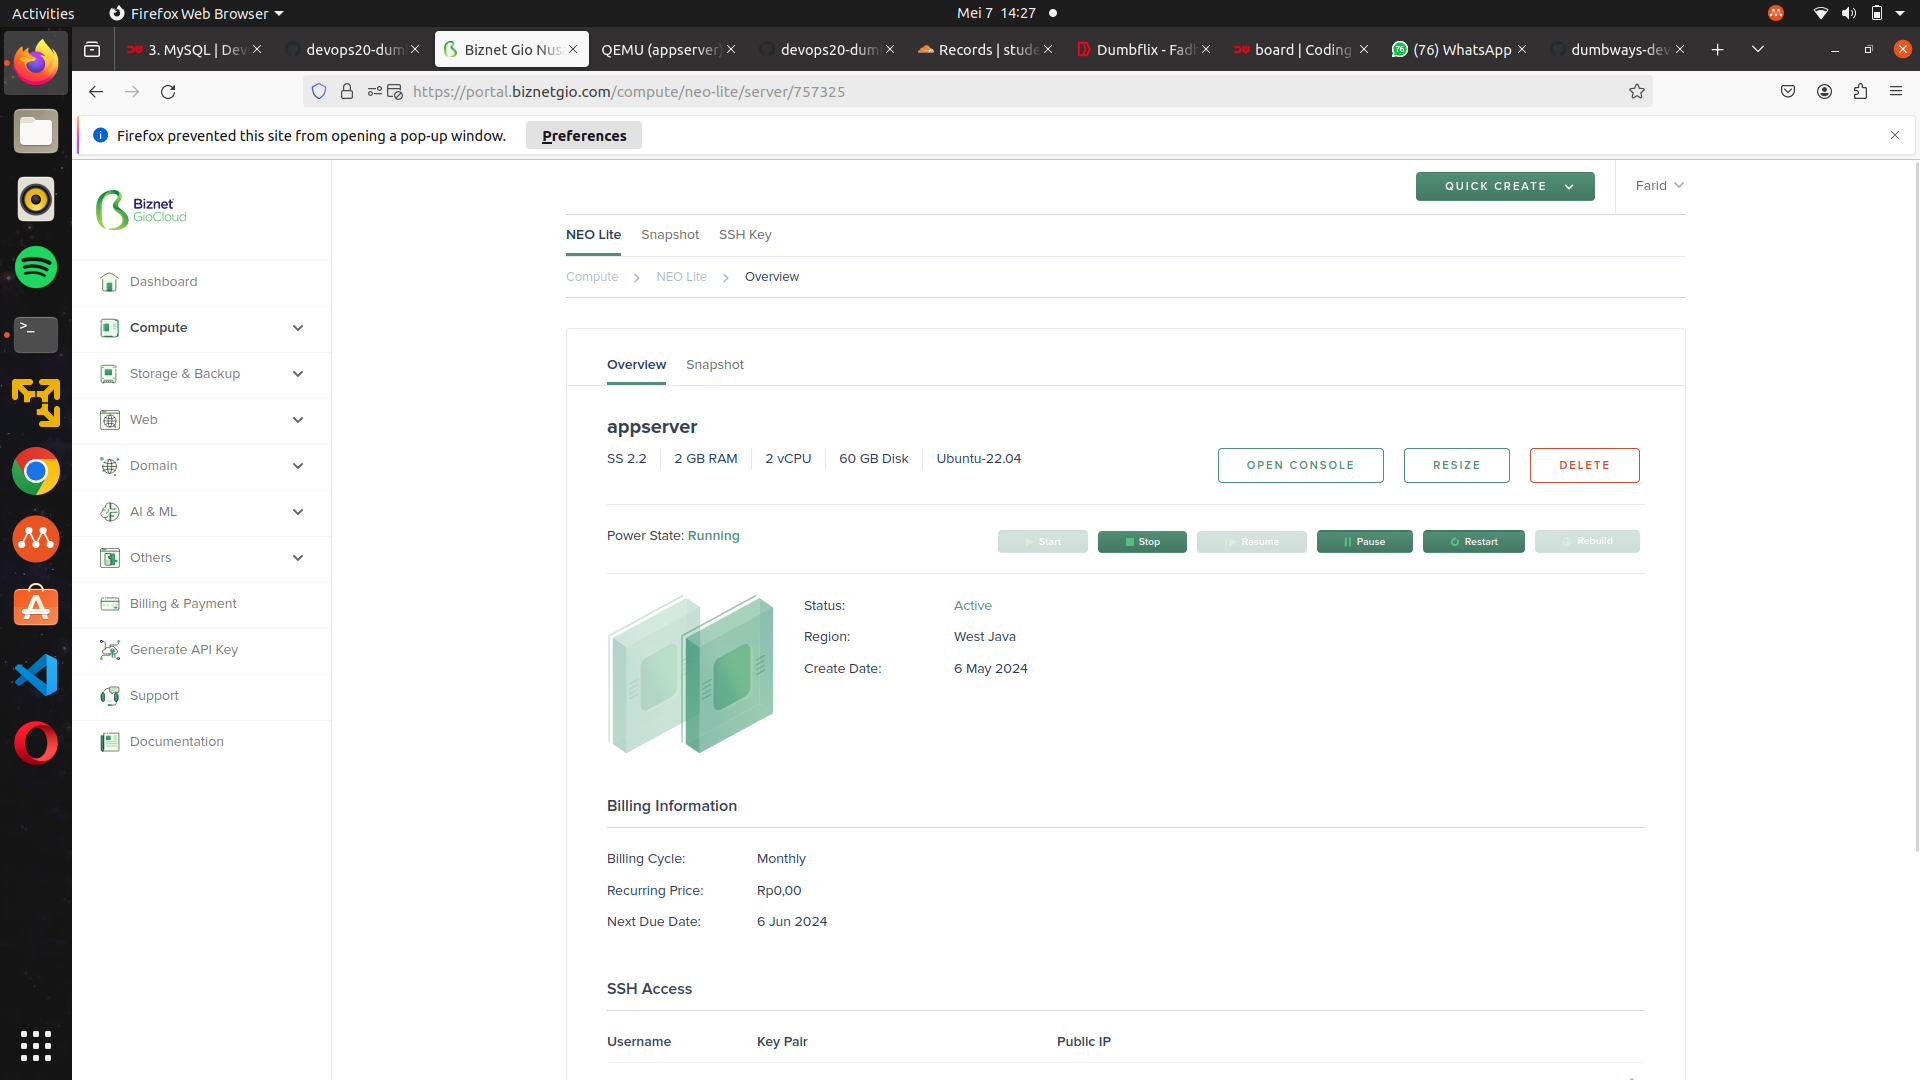 Activities
Firefox Web Browser
Mei 7 14:27
3. MySQL | Dev
devops20-dum
Biznet Gio Nus
QEMU (appserver)
devops20-dum
Records | stude
Dumbflix - Fadh
board | Coding
(76) WhatsApp
dumbways-dev
https://portal.biznetgio.com/compute/neo-lite/server/757325
Firefox prevented this site from opening a pop-up window.
Preferences
Biznet
GioCloud
QUICK CREATE
Farid
NEO Lite
Snapshot
SSH Key
Compute
NEO Lite
Overview
Dashboard
Compute
Storage & Backup
Web
Domain
AI & ML
Others
Billing & Payment
Generate API Key
Support
Documentation
Overview
Snapshot
appserver
SS 2.2
2 GB RAM
2 vCPU
60 GB Disk
Ubuntu-22.04
OPEN CONSOLE
RESIZE
DELETE
Power State: Running
Start
Stop
Resume
Pause
Restart
Rebuild
Status: Active
Region: West Java
Create Date: 6 May 2024
Billing Information
Billing Cycle: Monthly
Recurring Price: Rp0,00
Next Due Date: 6 Jun 2024
SSH Access
Username
Key Pair
Public IP